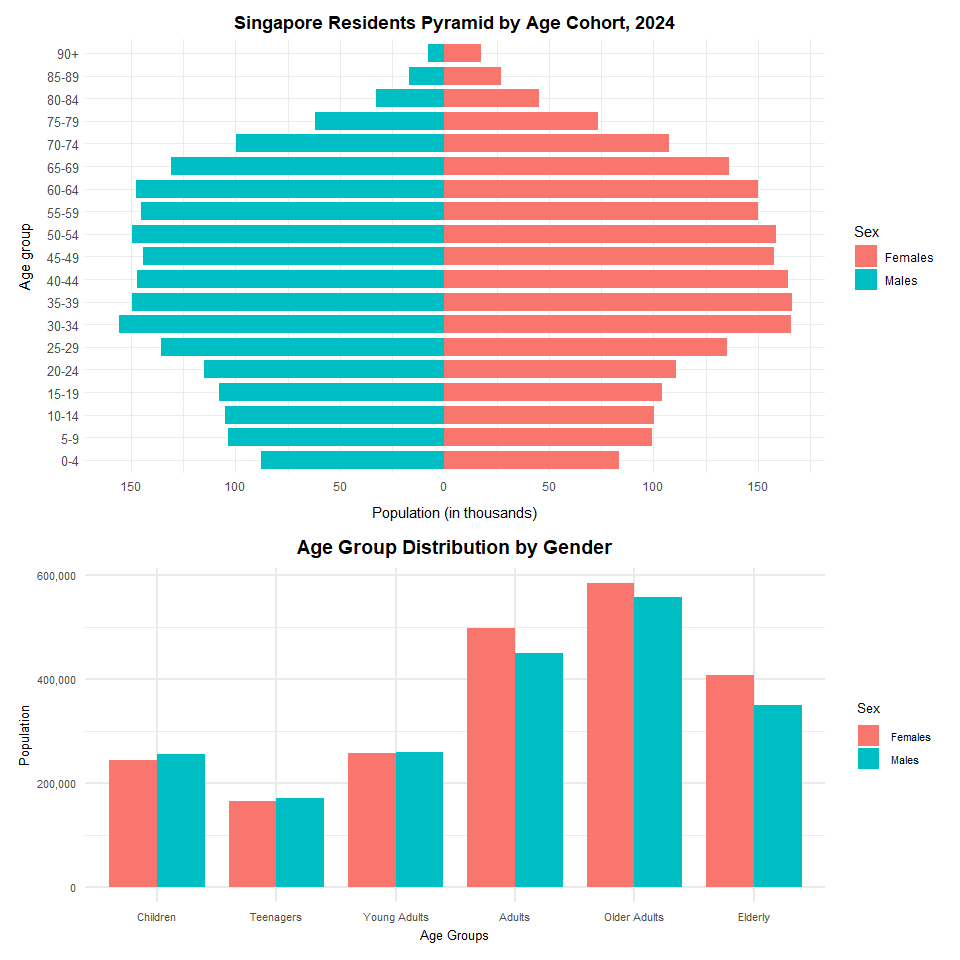 Singapore Residents Pyramid by Age Cohort, 2024
90+
85-89
80-84
75-79
70-74
65-69
60-64
55-59
50-54
45-49
40-44
35-39
30-34
25-29
20-24
15-19
10-14
5-9
0-4
Age group
150 100 50 0 50 100 150
Population (in thousands)
Sex
Females
Males
Age Group Distribution by Gender
600,000
400,000
200,000
0
Population
Children Teenagers Young Adults Adults Older Adults Elderly
Age Groups
Sex
Females
Males